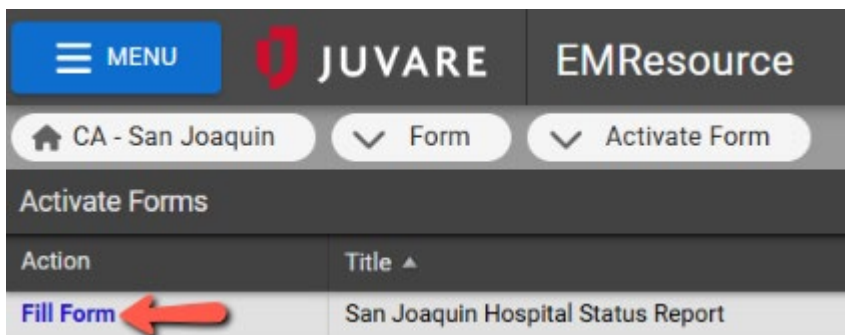 MENU JUVARE EMResource
CA - San Joaquin Form Activate Form
Activate Forms
Action Title
Fill Form San Joaquin Hospital Status Report